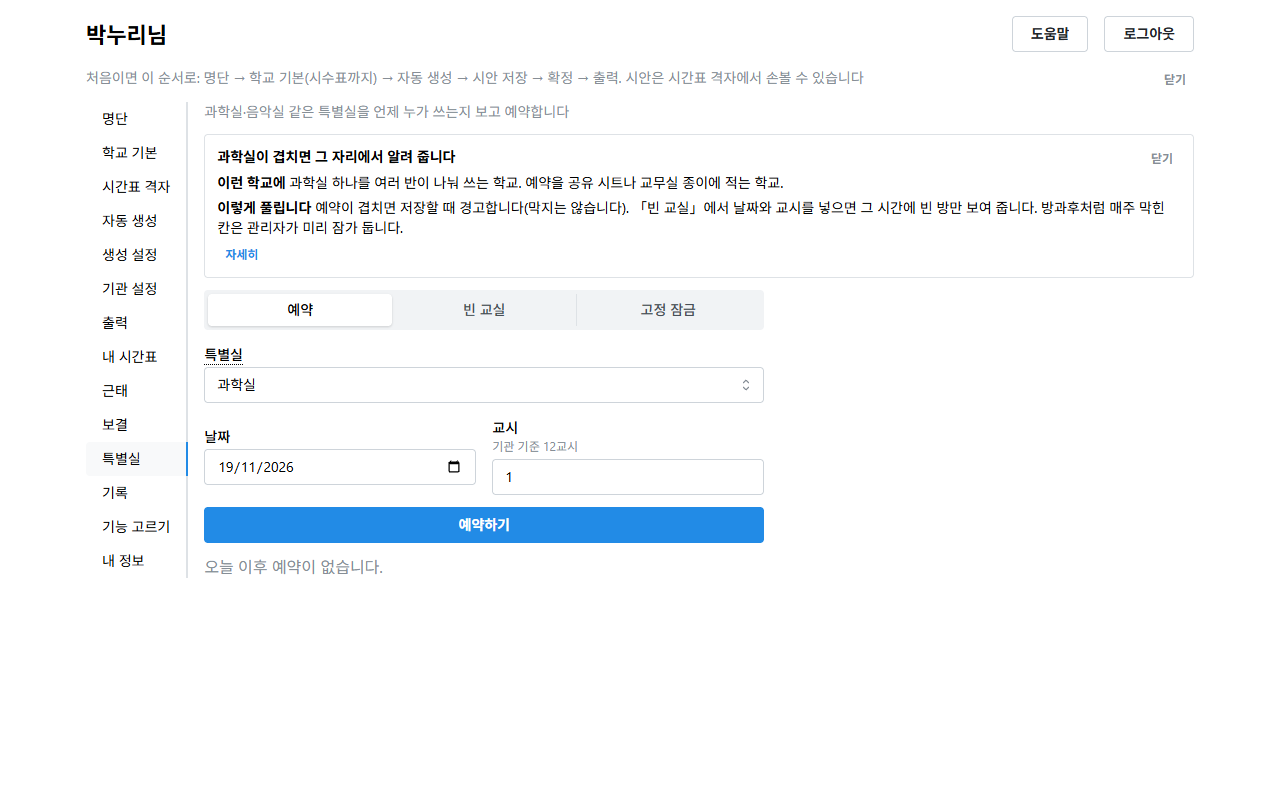 박누리님
도움말
로그아웃
처음이면 이 순서로: 명단 → 학교 기본(시수표까지) → 자동 생성 → 시안 저장 → 확정 → 출력. 시안은 시간표 격자에서 손볼 수 있습니다
닫기
명단
학교 기본
시간표 격자
자동 생성
생성 설정
기관 설정
출력
내 시간표
근태
보결
특별실
기록
기능 고르기
내 정보
과학실·음악실 같은 특별실을 언제 누가 쓰는지 보고 예약합니다
과학실이 겹치면 그 자리에서 알려 줍니다
닫기
이런 학교에 과학실 하나를 여러 반이 나눠 쓰는 학교. 예약을 공유 시트나 교무실 종이에 적는 학교.
이렇게 풀립니다 예약이 겹치면 저장할 때 경고합니다(막지는 않습니다). 「빈 교실」에서 날짜와 교시를 넣으면 그 시간에 빈 방만 보여 줍니다. 방과후처럼 매주 막힌
칸은 관리자가 미리 잠가 둡니다.
자세히
예약
빈 교실
고정 잠금
특별실
과학실
날짜
19/11/2026
교시
기관 기준 12교시
1
예약하기
오늘 이후 예약이 없습니다.